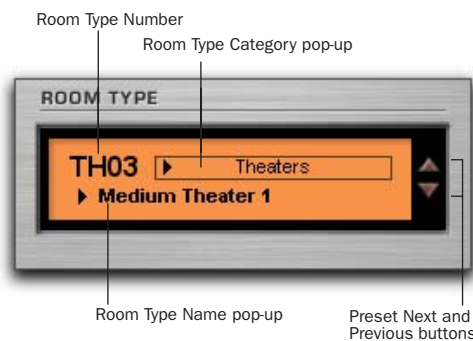 Room Type Number
Room Type Category pop-up
ROOM TYPE
TH03
Theaters
Medium Theater 1
Room Type Name pop-up
Preset Next and
Previous buttons